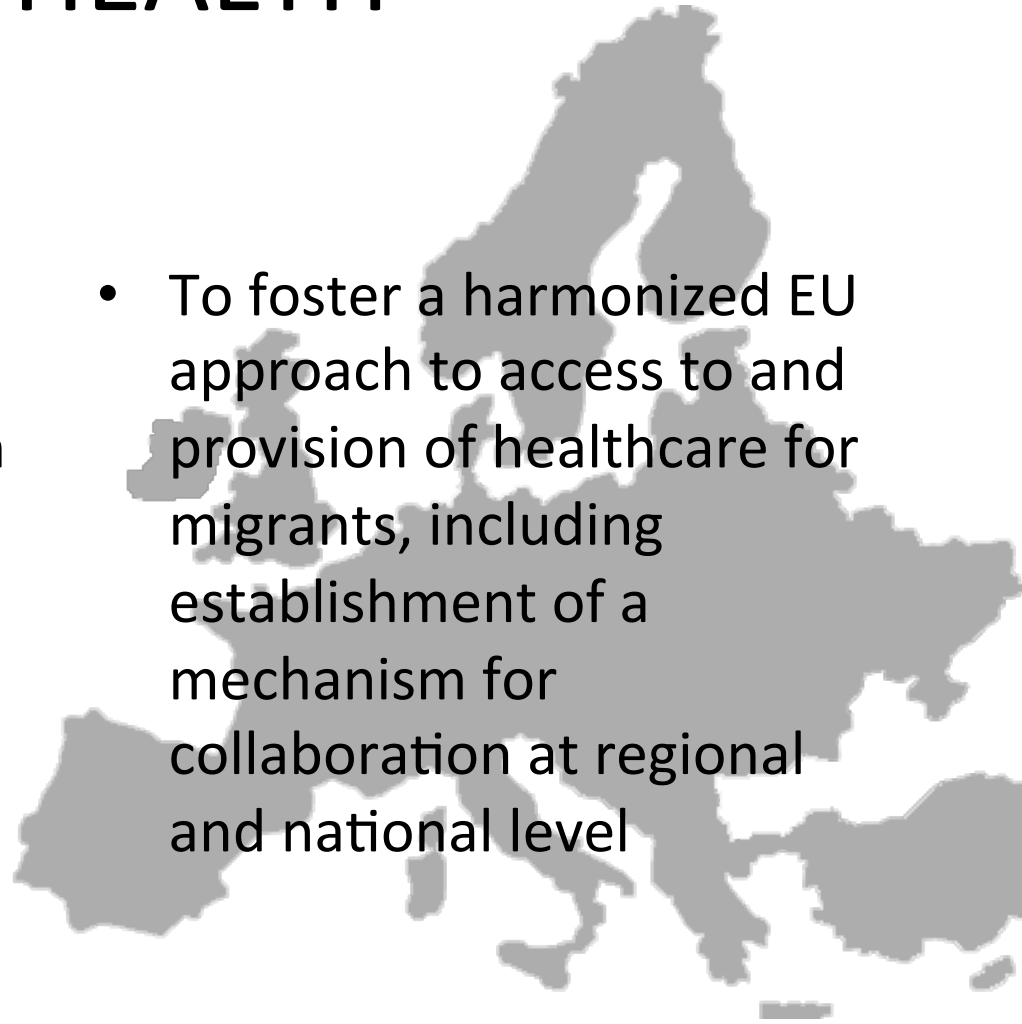 HEALTH
• To foster a harmonized EU
approach to access to and
provision of healthcare for
migrants, including
establishment of a
mechanism for
collaboration at regional
and national level